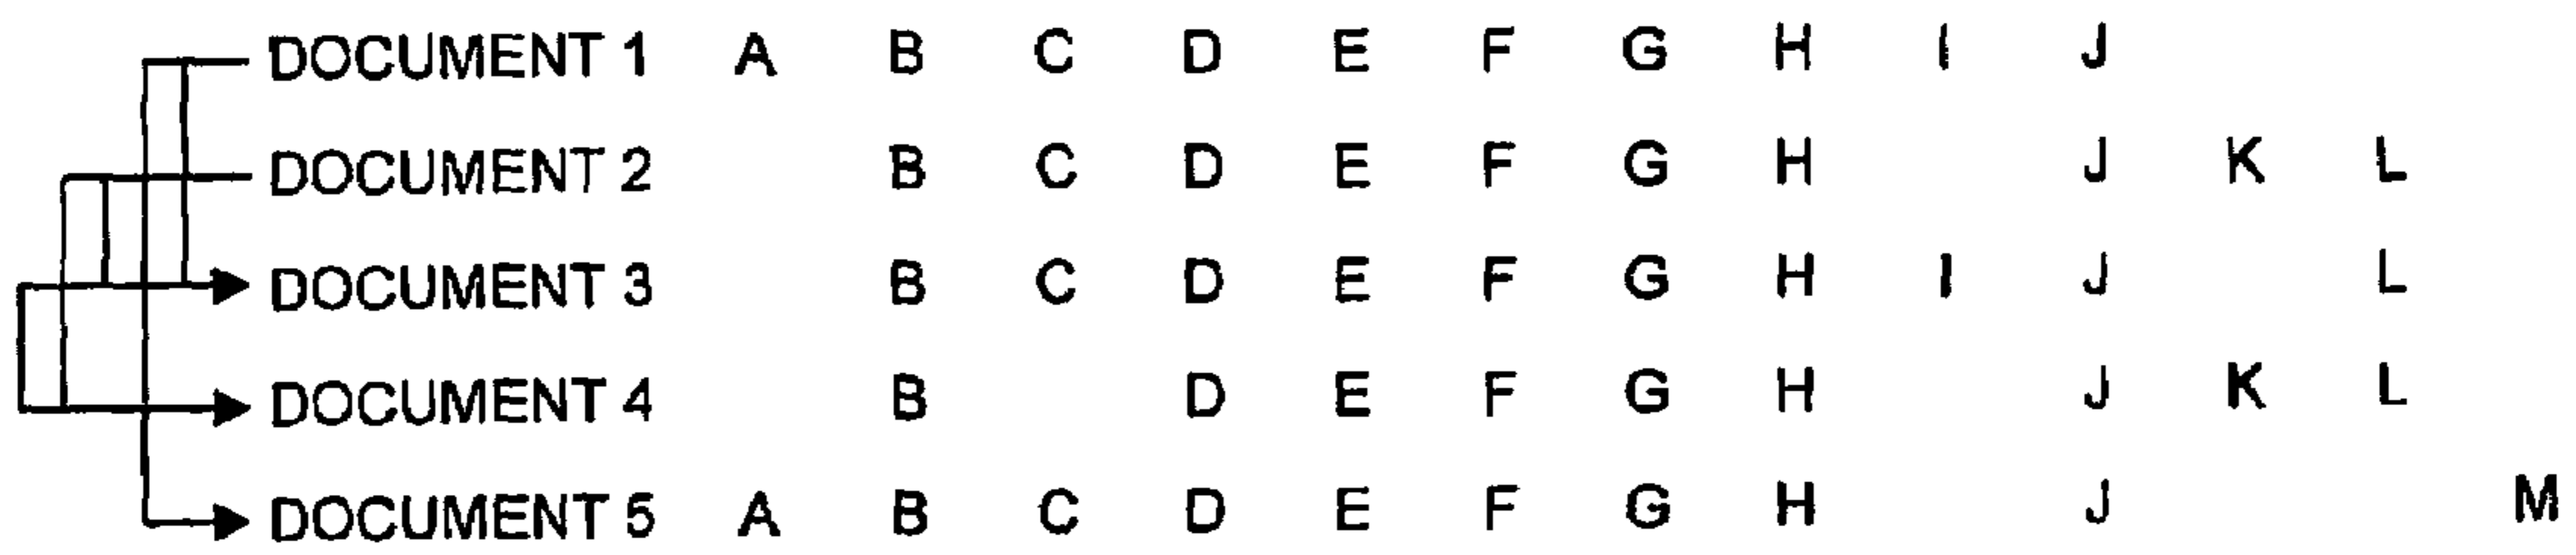 DOCUMENT 1 A B C D E F G H I J
DOCUMENT 2 B C D E F G H J K L
DOCUMENT 3 B C D E F G H I J L
DOCUMENT 4 B D E F G H J K L
DOCUMENT 5 A B C D E F G H J M